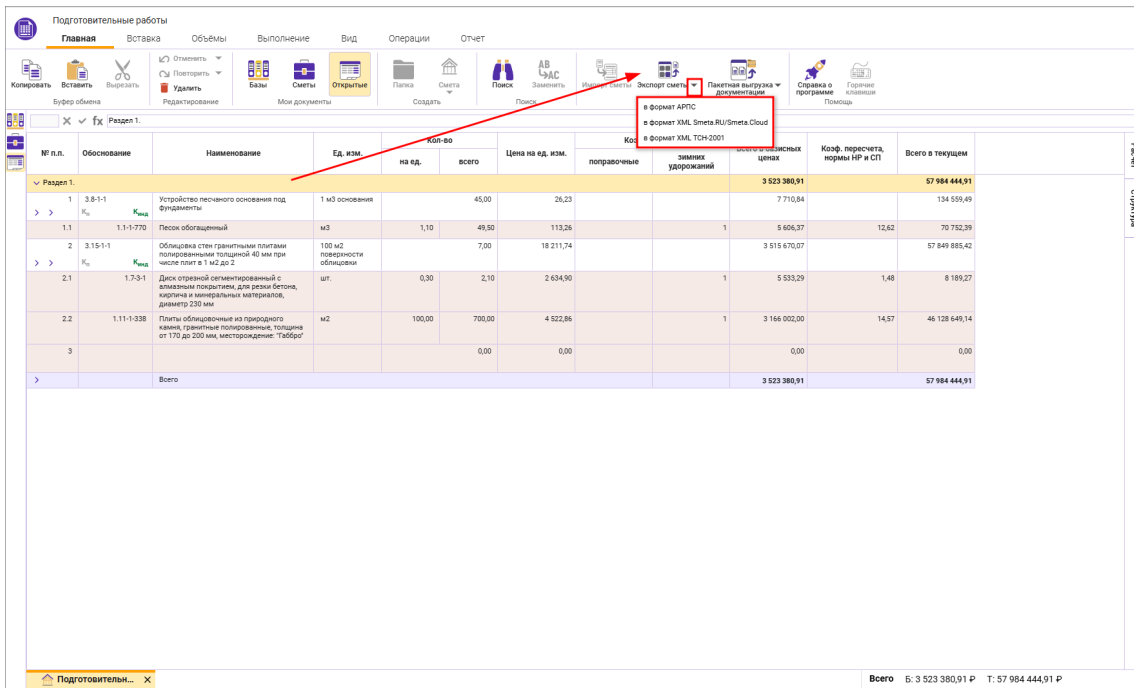 Подготовительные работы
Главная Вставка Объёмы Выполнение Вид Операции Отчет
Копировать Вставить Вырезать
Буфер обмена
Отменить
Повторить
Удалить
Редактирование
Базы Сметы Открытые
Мои документы
Папка Смета
Создать
Поиск
AB
AC
Заменить
Поиск
Импорт сметы Экспорт сметы Пакетная выгрузка
документации
Справка о
программе
Горячие
клавиши
Помощь
в формат АРПС
в формат XML Smeta.RU/Smeta.Cloud
в формат XML ТСН-2001
fx Раздел 1.
№ п.п. Обоснование Наименование Ед. изм. Кол-во Цена на ед. изм.
на ед. всего поправочные зимних
удорожаний
ценах
Коэф. пересчета,
нормы НР и СП
Всего в текущем
Раздел 1. 3 523 380,91 57 984 444,91
1 3.8-1-1 Устройство песчаного основания под
фундаменты
1 м3 основания 45,00 26,23 7 710,84 134 559,49
Кп Кинд
1.1 1.1-1-770 Песок обогащенный м3 1,10 49,50 113,26 1 5 606,37 12,62 70 752,39
2 3.15-1-1 Облицовка стен гранитными плитами
полированными толщиной 40 мм при
числе плит в 1 м2 до 2
100 м2
поверхности
облицовки
7,00 18 211,74 3 515 670,07 57 849 885,42
Кп Кинд
2.1 1.7-3-1 Диск отрезной сегментированный с
алмазным покрытием, для резки бетона,
кирпича и минеральных материалов,
диаметр 230 мм
шт. 0,30 2,10 2 634,90 1 5 533,29 1,48 8 189,27
2.2 1.11-1-338 Плиты облицовочные из природного
камня, гранитные полированные, толщина
от 170 до 200 мм, месторождение: "Габбро"
м2 100,00 700,00 4 522,86 1 3 166 002,00 14,57 46 128 649,14
3 0,00 0,00 0,00 0,00
Всего 3 523 380,91 57 984 444,91
Структура
Подготовительн... X
Всего Б: 3 523 380,91 ₽ Т: 57 984 444,91 ₽